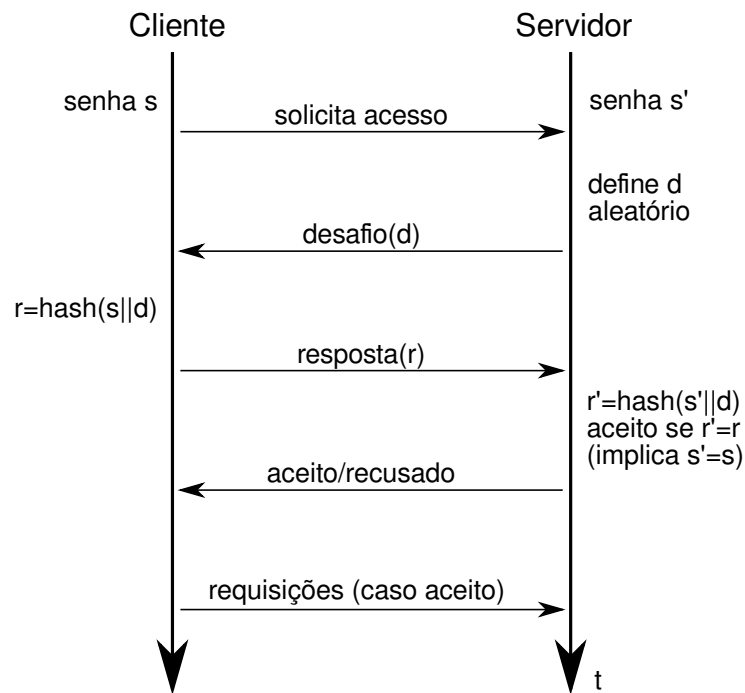 Cliente
Servidor
senha s
senha s'
solicita acesso
define d
aleatório
desafio(d)
r=hash(s||d)
resposta(r)
r'=hash(s'||d)
aceito se r'=r
(implica s'=s)
aceito/recusado
requisições (caso aceito)
t